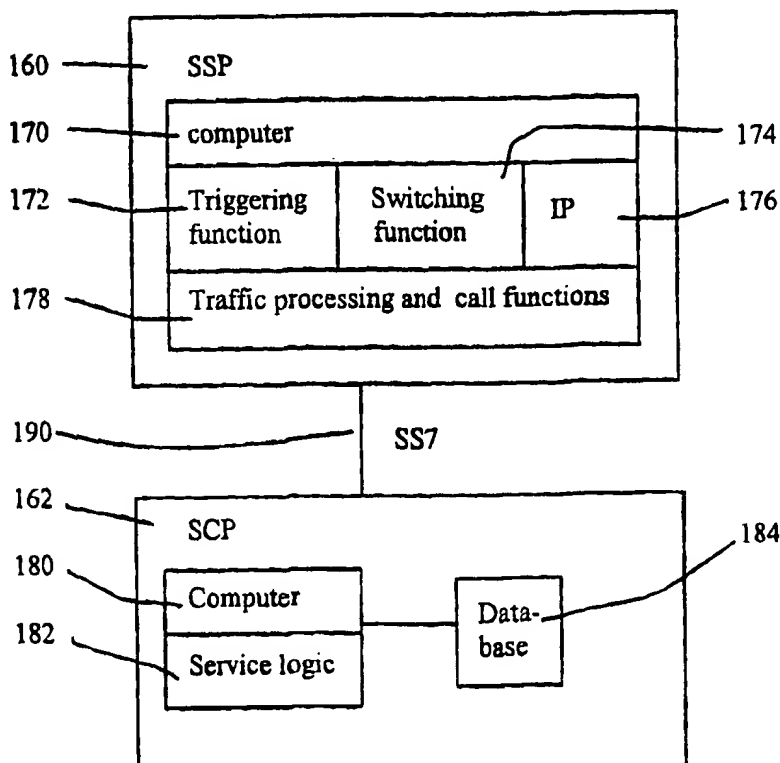 160
SSP
170
computer
174
172
Triggering
function
Switching
function
IP
176
178
Traffic processing and call functions
190
SS7
162
SCP
184
180
Computer
Data-
base
182
Service logic